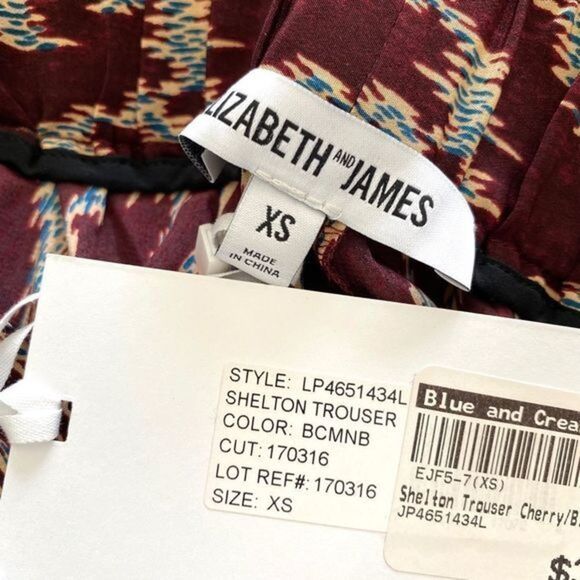 LIZABETH AND JAMES
XS
MADE
IN CHINA
STYLE: LP4651434L
SHELTON TROUSER
COLOR: BCMNB
CUT: 170316
LOT REF#: 170316
SIZE: XS
Blue and Crea
EJF5-7(XS)
Shelton Trouser Cherry/B
JP4651434L
$